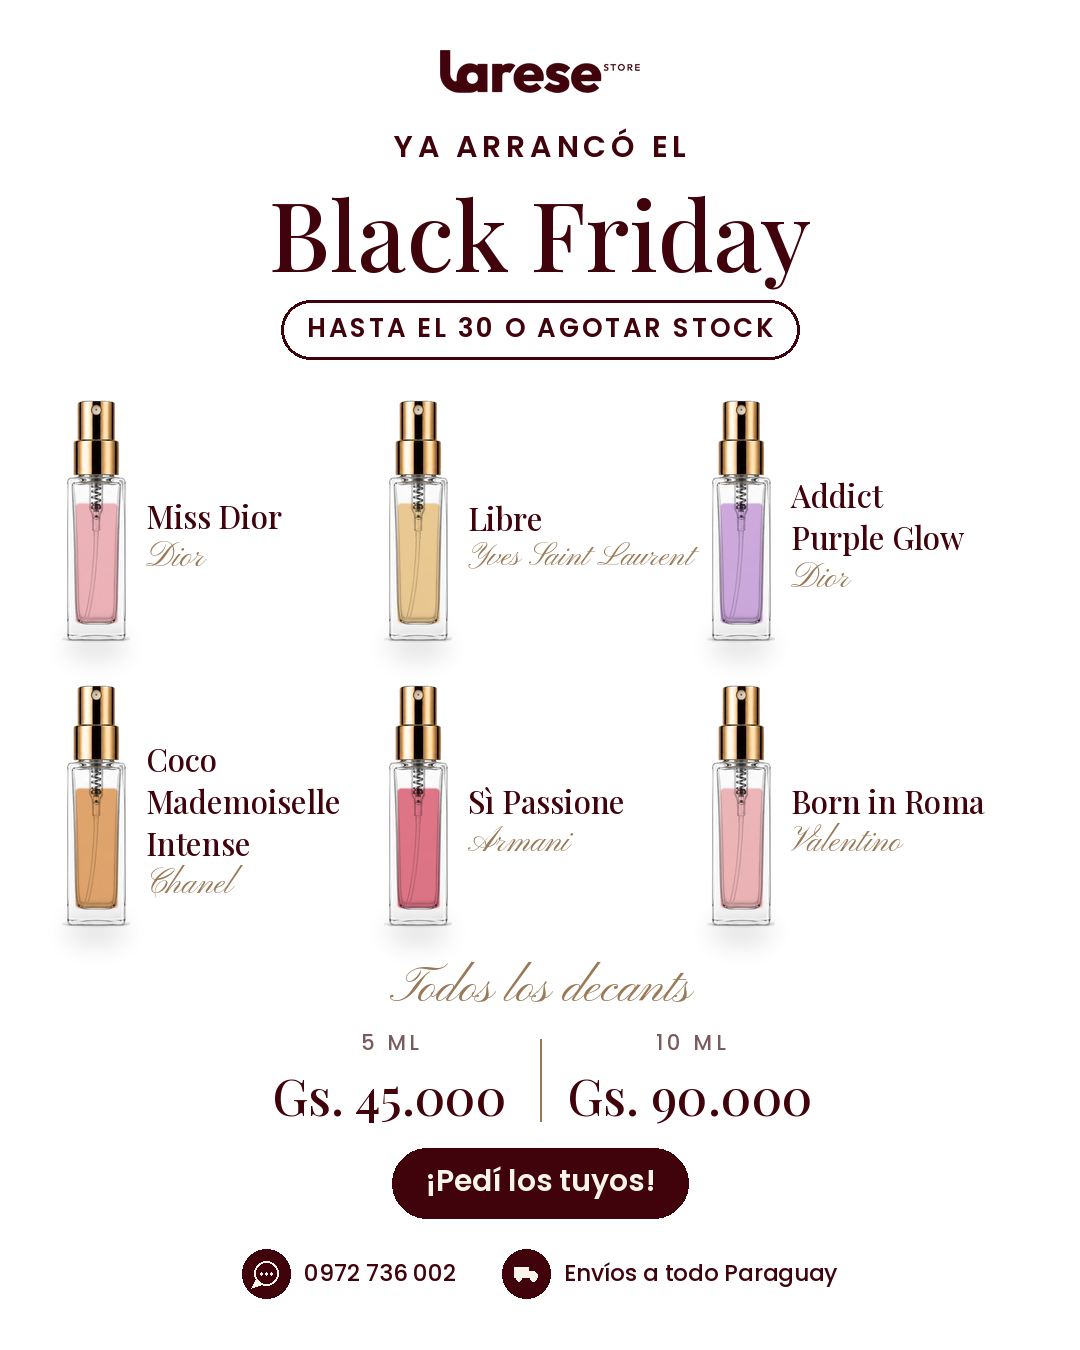 larese STORE
YA ARRANCÓ EL
Black Friday
HASTA EL 30 O AGOTAR STOCK
Miss Dior
Dior
Libre
Yves Saint Laurent
Addict
Purple Glow
Dior
Coco
Mademoiselle
Intense
Chanel
Sì Passione
Armani
Born in Roma
Valentino
Todos los decants
5 ML
Gs. 45.000
10 ML
Gs. 90.000
¡Pedí los tuyos!
0972 736 002
Envíos a todo Paraguay